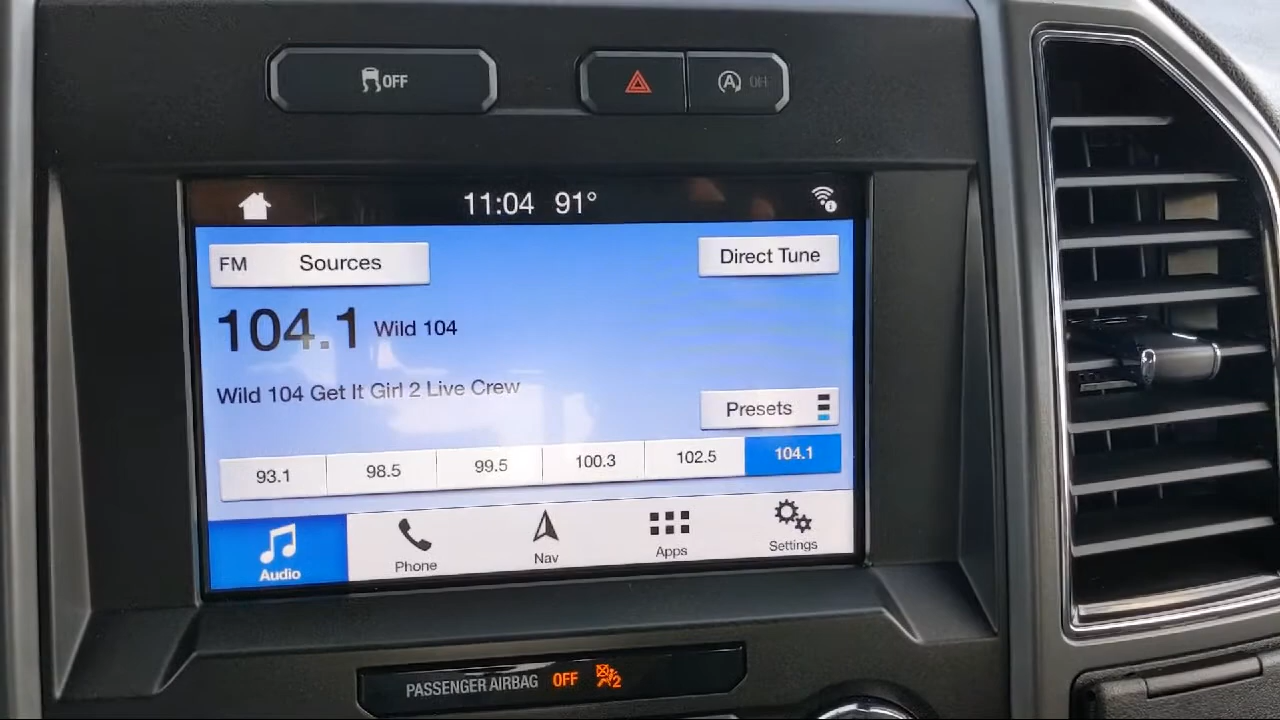 OFF
A OFF
11:04 91°
FM Sources
Direct Tune
104.1 Wild 104
Wild 104 Get It Girl 2 Live Crew
Presets
93.1 98.5 99.5 100.3 102.5 104.1
Audio Phone Nav Apps Settings
PASSENGER AIRBAG OFF 2